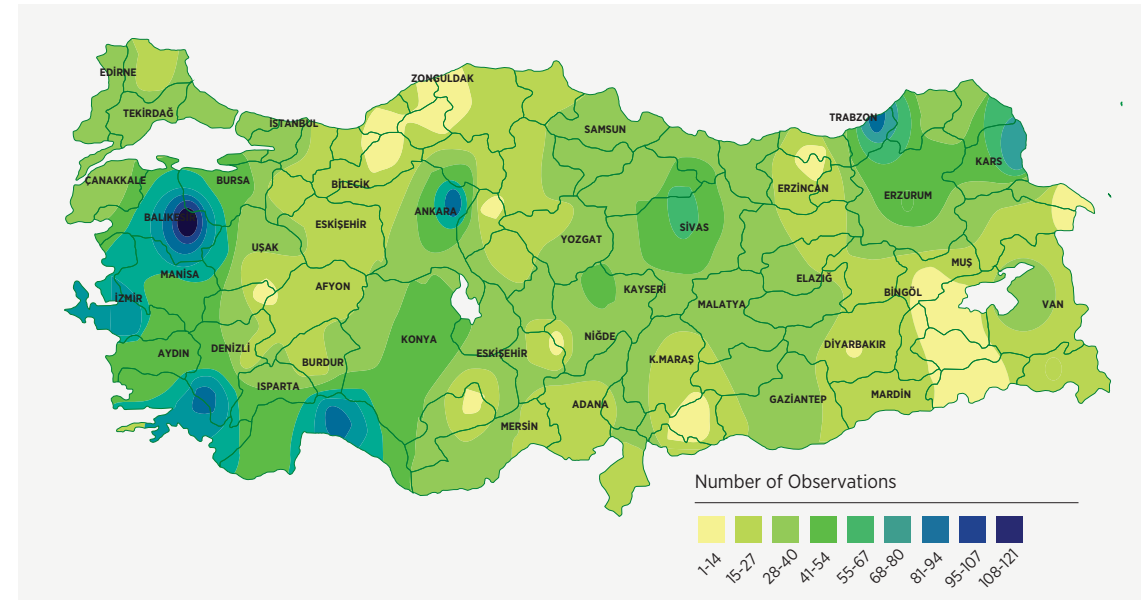 EDİRNE
ZONGULDAK
TEKİRDAĞ
İSTANBUL
SAMSUN
TRABZON
KARS
ÇANAKKALE
BURSA
BİLECİK
ERZİNCAN
ERZURUM
ANKARA
BALIKESİR
ESKİŞEHİR
SİVAS
UŞAK
YOZGAT
MUŞ
MANİSA
ELAZIĞ
AFYON
KAYSERİ
BİNGÖL
İZMİR
MALATYA
VAN
KONYA
NİĞDE
DİYARBAKIR
AYDIN
DENİZLİ
ESKİŞEHİR
BURDUR
K.MARAŞ
ISPARTA
MARDİN
GAZİANTEP
ADANA
MERSİN
Number of Observations
1-14
15-27
28-40
41-54
55-67
68-80
81-94
95-107
108-121